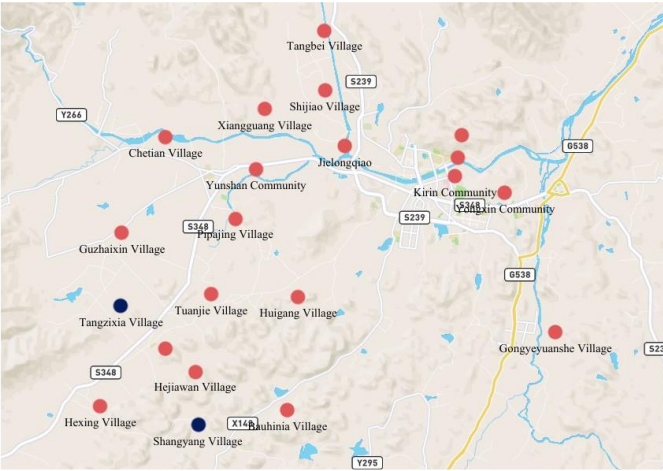 Tangbei Village
S239
Shijiao Village
Y266
Xiangguang Village
G538
Chetian Village
Jielongqiao
Yunshan Community
Kirin Community
S348
Yongxin Community
S239
S348
Pipajing Village
Guzhaixin Village
G538
Tangzixia Village
Tuanjie Village
Huigang Village
Gongyeyuanshe Village
S23
S348
Hejiawan Village
Hexing Village
X14
Bauhinia Village
Shangyang Village
Y295